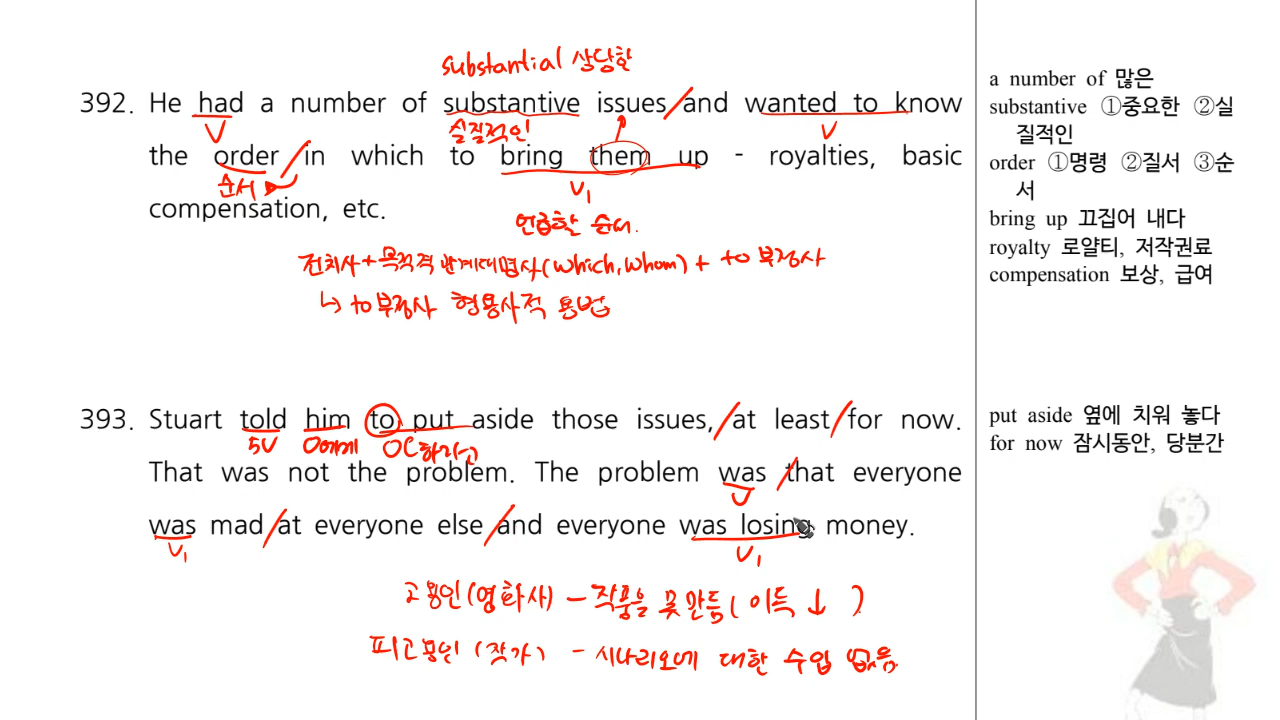 substantial 상당한
392. He had a number of substantive issues/and wanted to know
V 실질적인 V
the order/in which to bring them up - royalties, basic
순서 V1
compensation, etc.
언급할 순서.
전치사+목적격 관계대명사(which, whom) + to 부정사
↳ to부정사 형용사적 용법
393. Stuart told him to put aside those issues,/at least/for now.
5V O에게 OC하라고
That was not the problem. The problem was/that everyone
V
was mad/at everyone else/and everyone was losing money.
V1 V1
고용인(영화사) - 작품을 못 만듦( 이득 ↓ )
피고용인 (작가) - 시나리오에 대한 수입 없음.
a number of 많은
substantive ①중요한 ②실
질적인
order ①명령 ②질서 ③순
서
bring up 끄집어 내다
royalty 로얄티, 저작권료
compensation 보상, 급여
put aside 옆에 치워 놓다
for now 잠시동안, 당분간